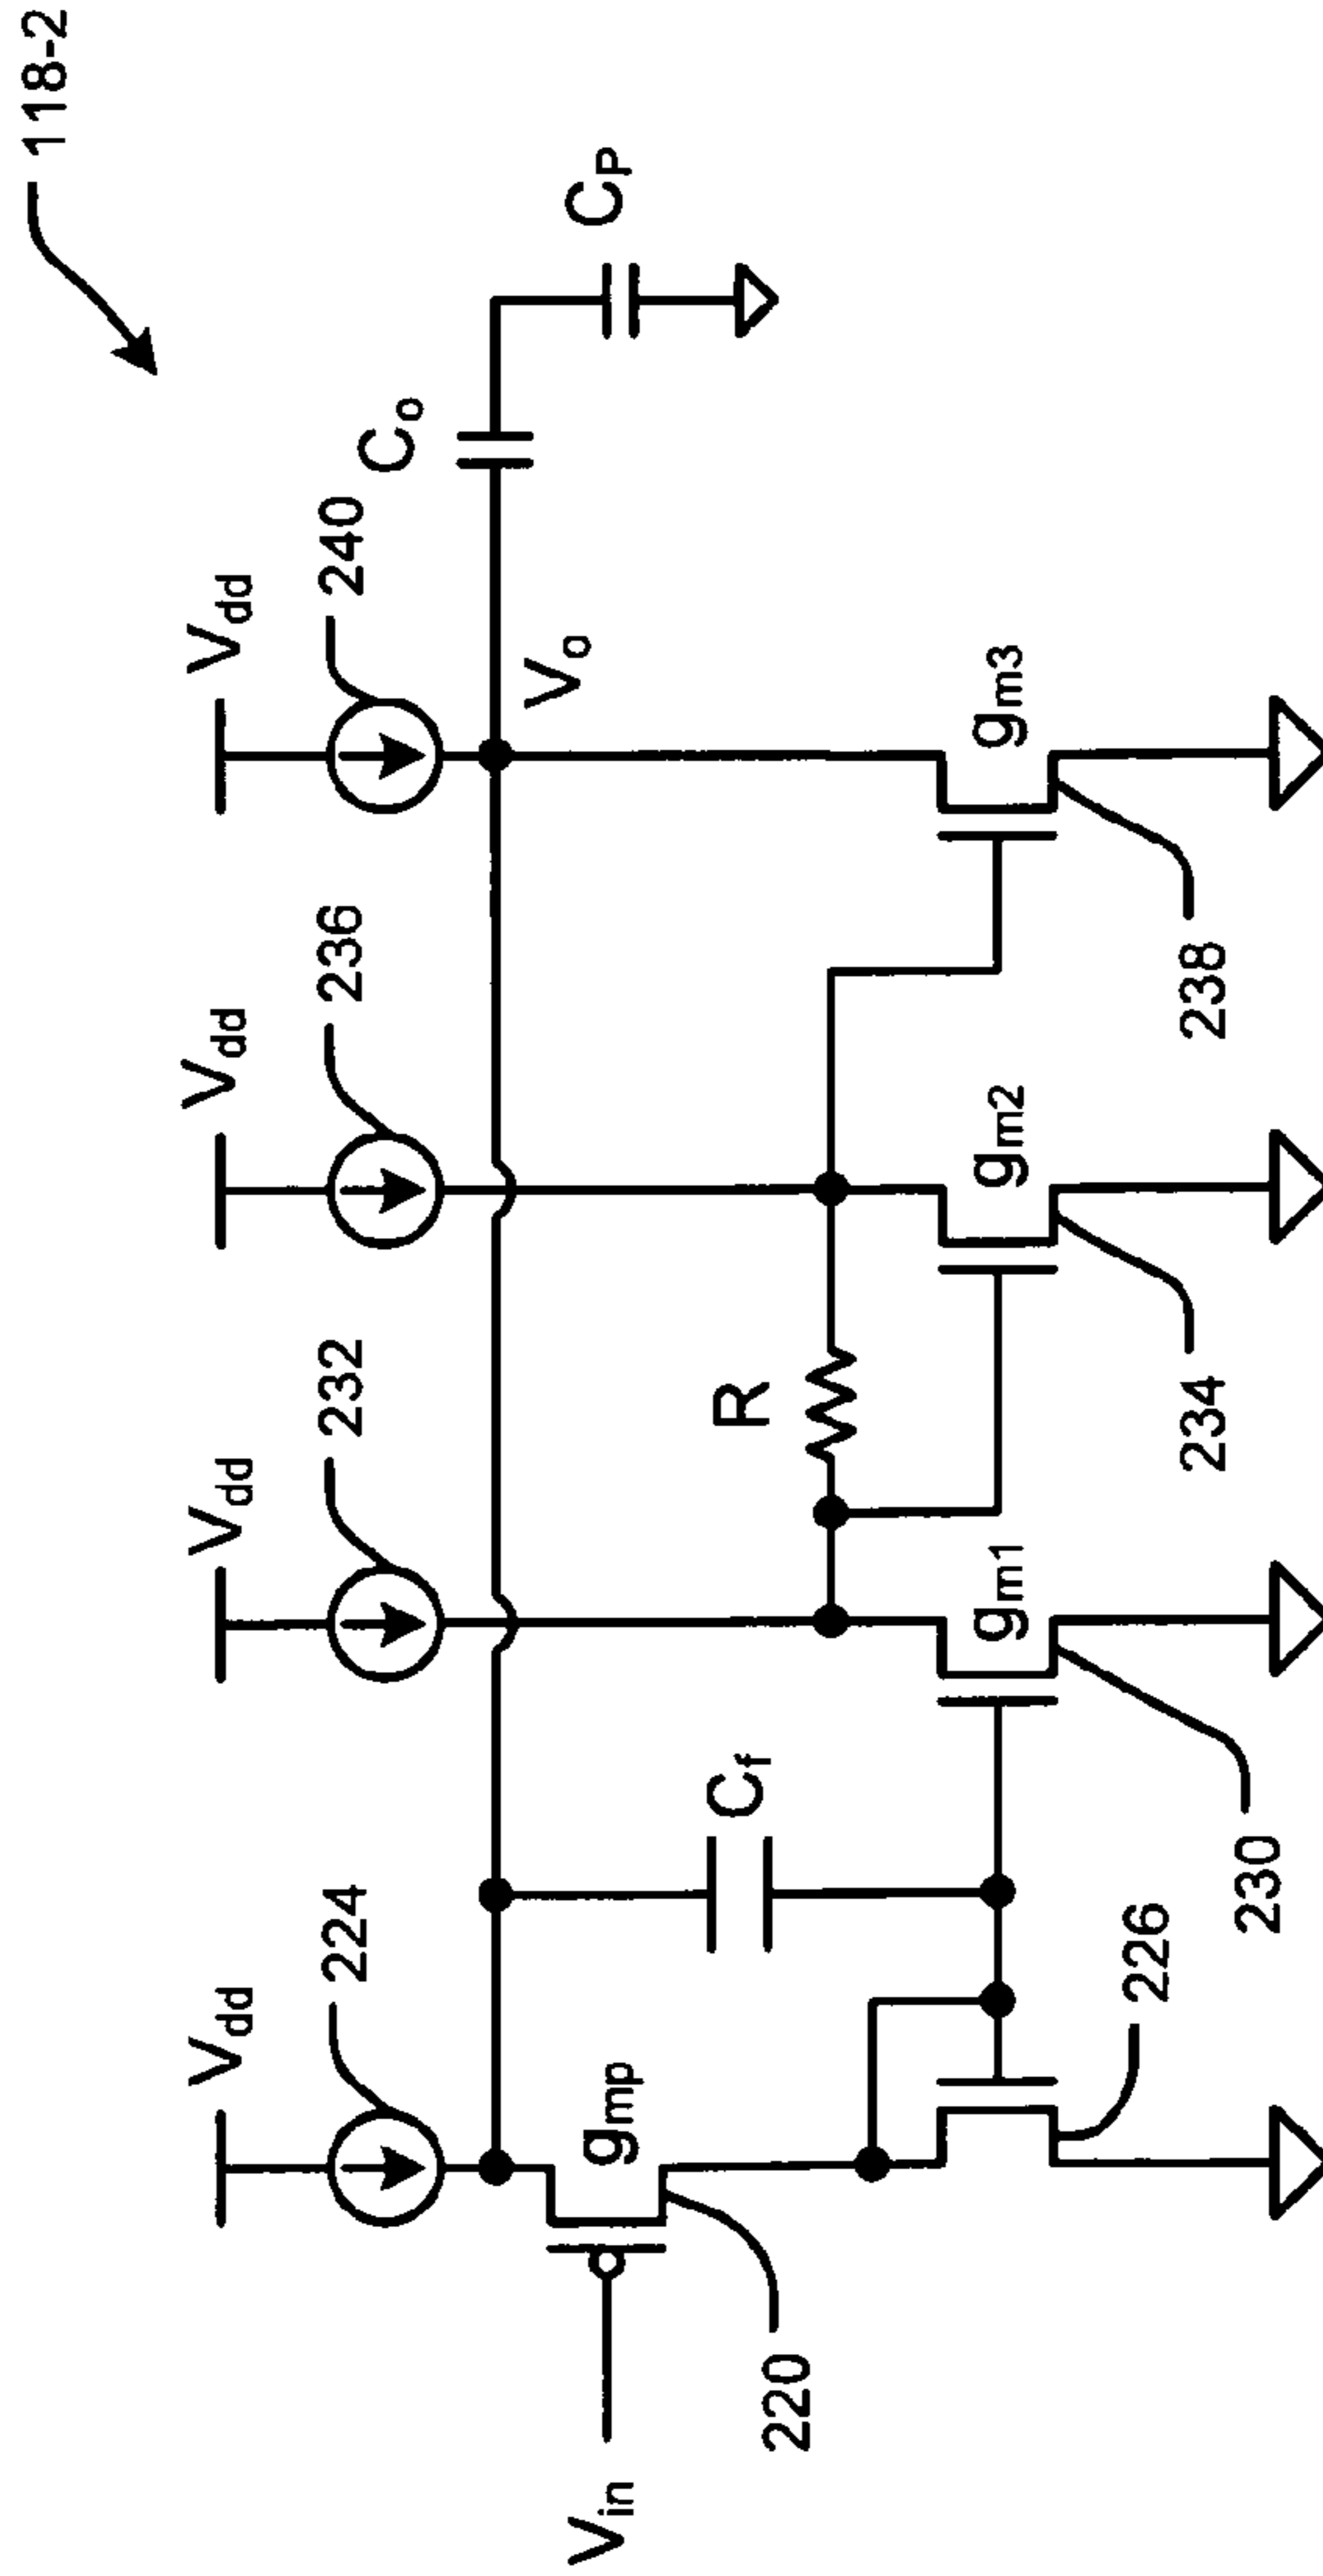 118-2
Vdd
224
Vdd
232
Vdd
236
Vdd
240
Co
CP
Vo
Vin
gmp
220
Cf
R
226
gm1
230
gm2
234
gm3
238